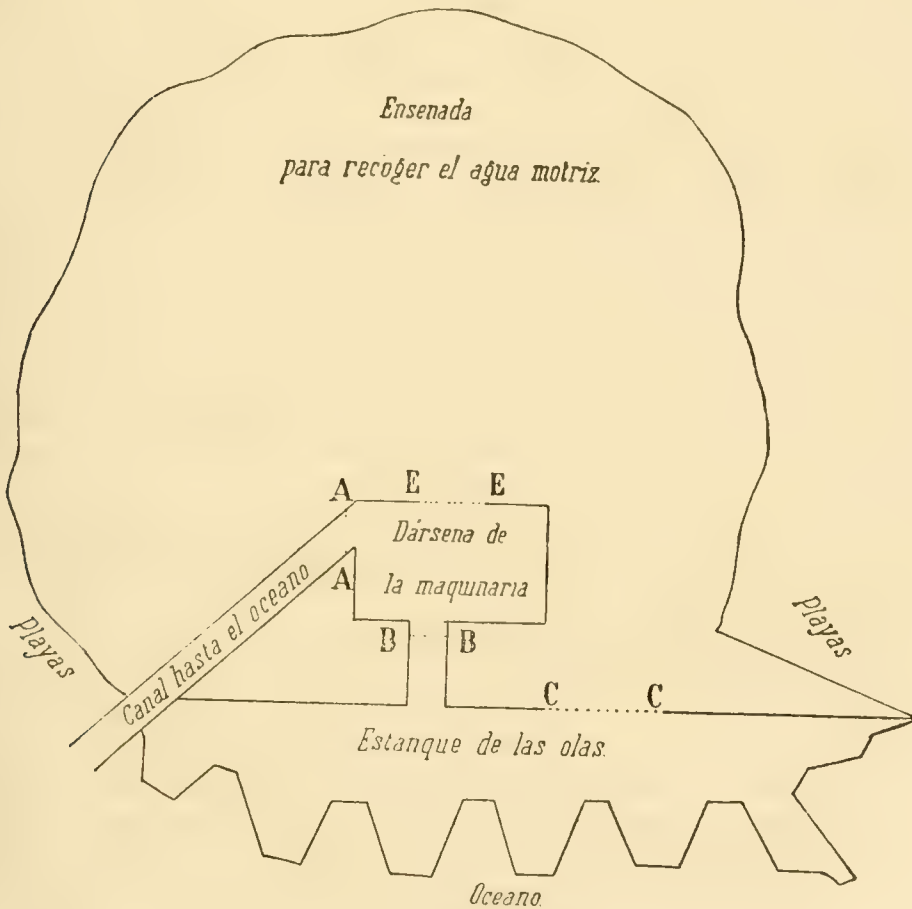 Ensenada
para recoger el agua motriz.
A
E
E
Dársena de
la maquinaria
A
Canal hasta el oceano
Playas
Playas
B
B
C
C
Estanque de las olas.
Oceano.